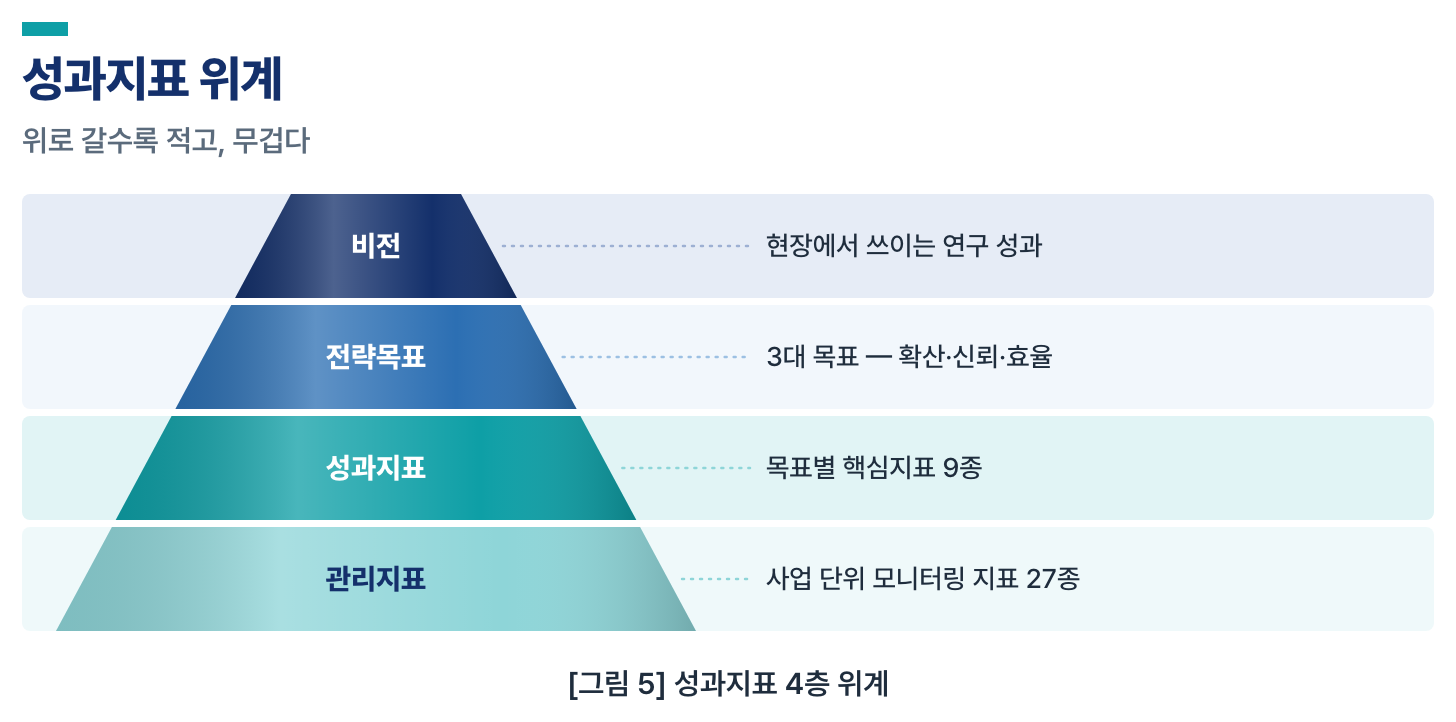 성과지표 위계
위로 갈수록 적고, 무겁다
비전
현장에서 쓰이는 연구 성과
전략목표
3대 목표 — 확산·신뢰·효율
성과지표
목표별 핵심지표 9종
관리지표
사업 단위 모니터링 지표 27종
[그림 5] 성과지표 4층 위계